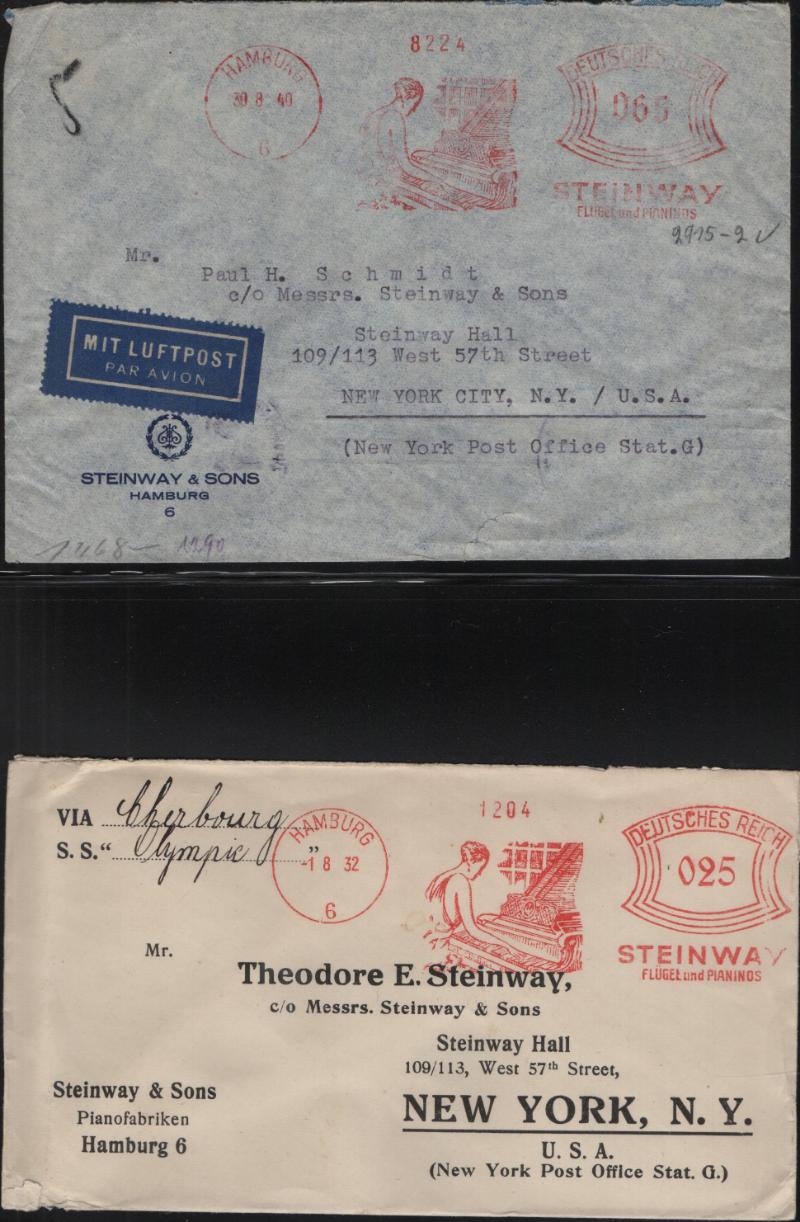 8224
HAMBURG
30 8 40
6
DEUTSCHES REICH
065
STEINWAY
FLÜGEL und PIANINOS
2915-2
Mr.
Paul H. Schmidt
c/o Messrs. Steinway & Sons
Steinway Hall
109/113 West 57th Street
NEW YORK CITY, N.Y. / U.S.A.
(New York Post Office Stat.G)
MIT LUFTPOST
PAR AVION
STEINWAY & SONS
HAMBURG
6
1290
VIA Cherbourg
S. S. "Olympic"
HAMBURG
-1 8 32
6
1204
DEUTSCHES REICH
025
STEINWAY
FLÜGEL und PIANINOS
Mr.
Theodore E. Steinway,
c/o Messrs. Steinway & Sons
Steinway Hall
109/113, West 57th Street,
NEW YORK, N. Y.
U. S. A.
(New York Post Office Stat. G.)
Steinway & Sons
Pianofabriken
Hamburg 6